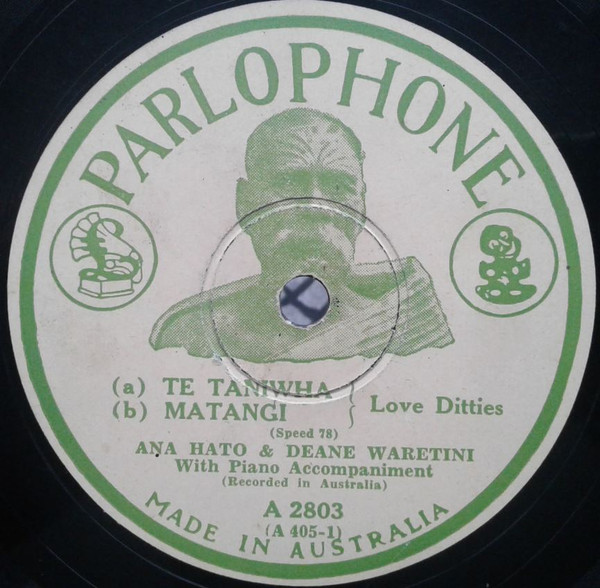 PARLOPHONE
(a) TE TANIWHA
(b) MATANGI
Love Ditties
(Speed 78)
ANA HATO & DEANE WARETINI
With Piano Accompaniment
(Recorded in Australia)
A 2803
(A 405-1)
MADE IN AUSTRALIA